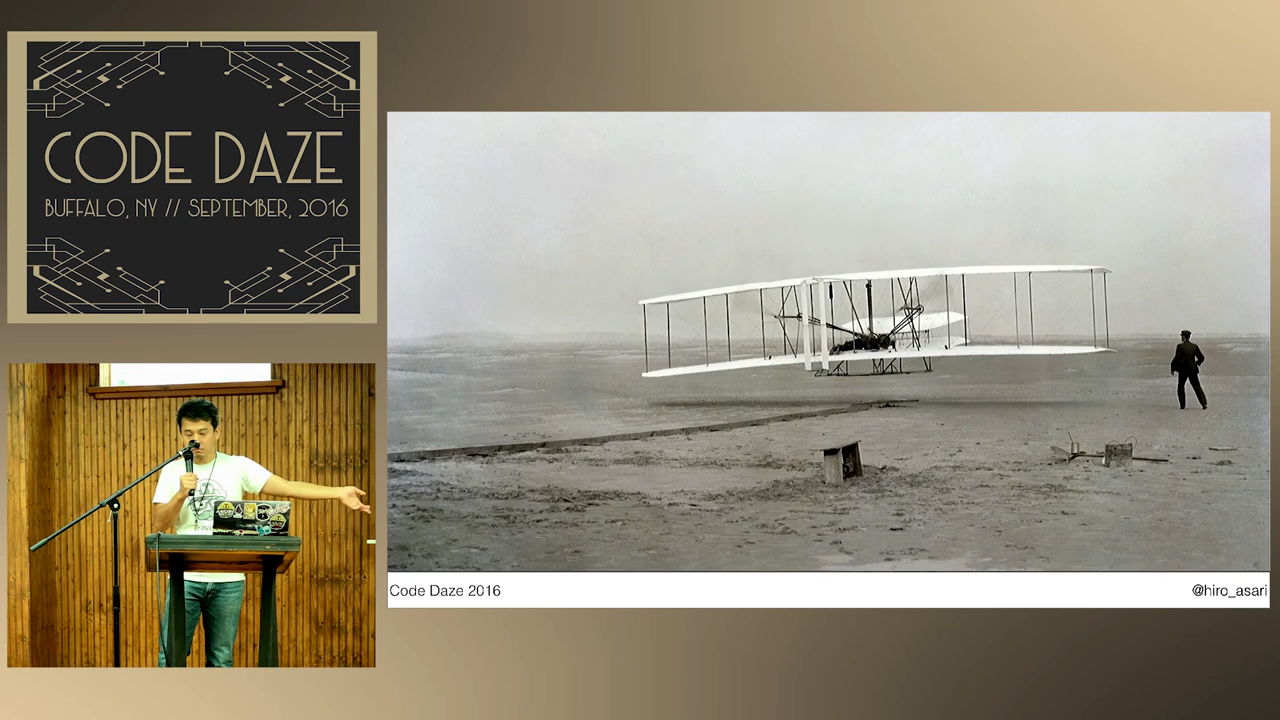 CODE DAZE
BUFFALO, NY // SEPTEMBER, 2016
Code Daze 2016
@hiro_asari